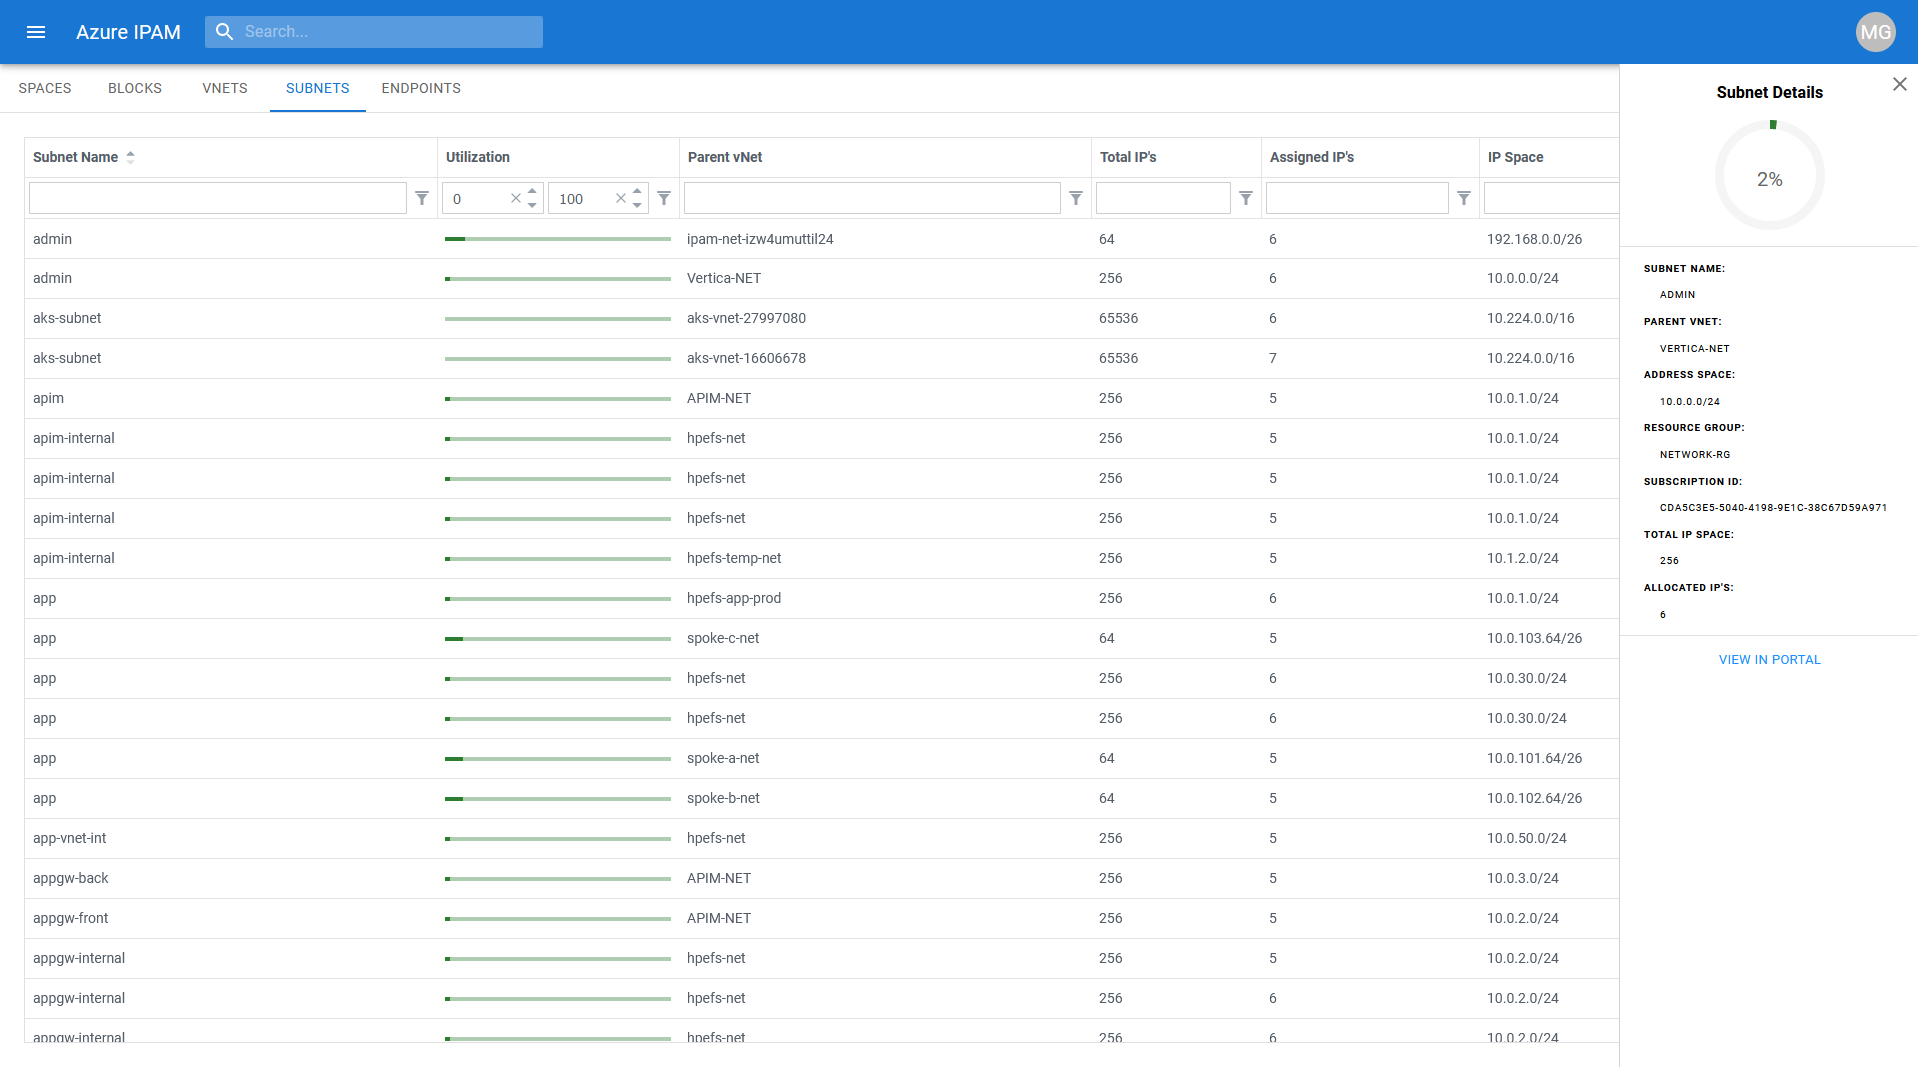 Azure IPAM
Search...
MG
SPACES BLOCKS VNETS SUBNETS ENDPOINTS
Subnet Name Utilization Parent vNet Total IP's Assigned IP's IP Space
0 100
admin ipam-net-izw4umuttil24 64 6 192.168.0.0/26
admin Vertica-NET 256 6 10.0.0.0/24
aks-subnet aks-vnet-27997080 65536 6 10.224.0.0/16
aks-subnet aks-vnet-16606678 65536 7 10.224.0.0/16
apim APIM-NET 256 5 10.0.1.0/24
apim-internal hpefs-net 256 5 10.0.1.0/24
apim-internal hpefs-net 256 5 10.0.1.0/24
apim-internal hpefs-net 256 5 10.0.1.0/24
apim-internal hpefs-temp-net 256 5 10.1.2.0/24
app hpefs-app-prod 256 6 10.0.1.0/24
app spoke-c-net 64 5 10.0.103.64/26
app hpefs-net 256 6 10.0.30.0/24
app hpefs-net 256 6 10.0.30.0/24
app spoke-a-net 64 5 10.0.101.64/26
app spoke-b-net 64 5 10.0.102.64/26
app-vnet-int hpefs-net 256 5 10.0.50.0/24
appgw-back APIM-NET 256 5 10.0.3.0/24
appgw-front APIM-NET 256 5 10.0.2.0/24
appgw-internal hpefs-net 256 5 10.0.2.0/24
appgw-internal hpefs-net 256 6 10.0.2.0/24
appgw-internal hpefs-net 256 6 10.0.2.0/24
Subnet Details
2%
SUBNET NAME:
ADMIN
PARENT VNET:
VERTICA-NET
ADDRESS SPACE:
10.0.0.0/24
RESOURCE GROUP:
NETWORK-RG
SUBSCRIPTION ID:
CDA5C3E5-5040-4198-9E1C-38C67D59A971
TOTAL IP SPACE:
256
ALLOCATED IP'S:
6
VIEW IN PORTAL